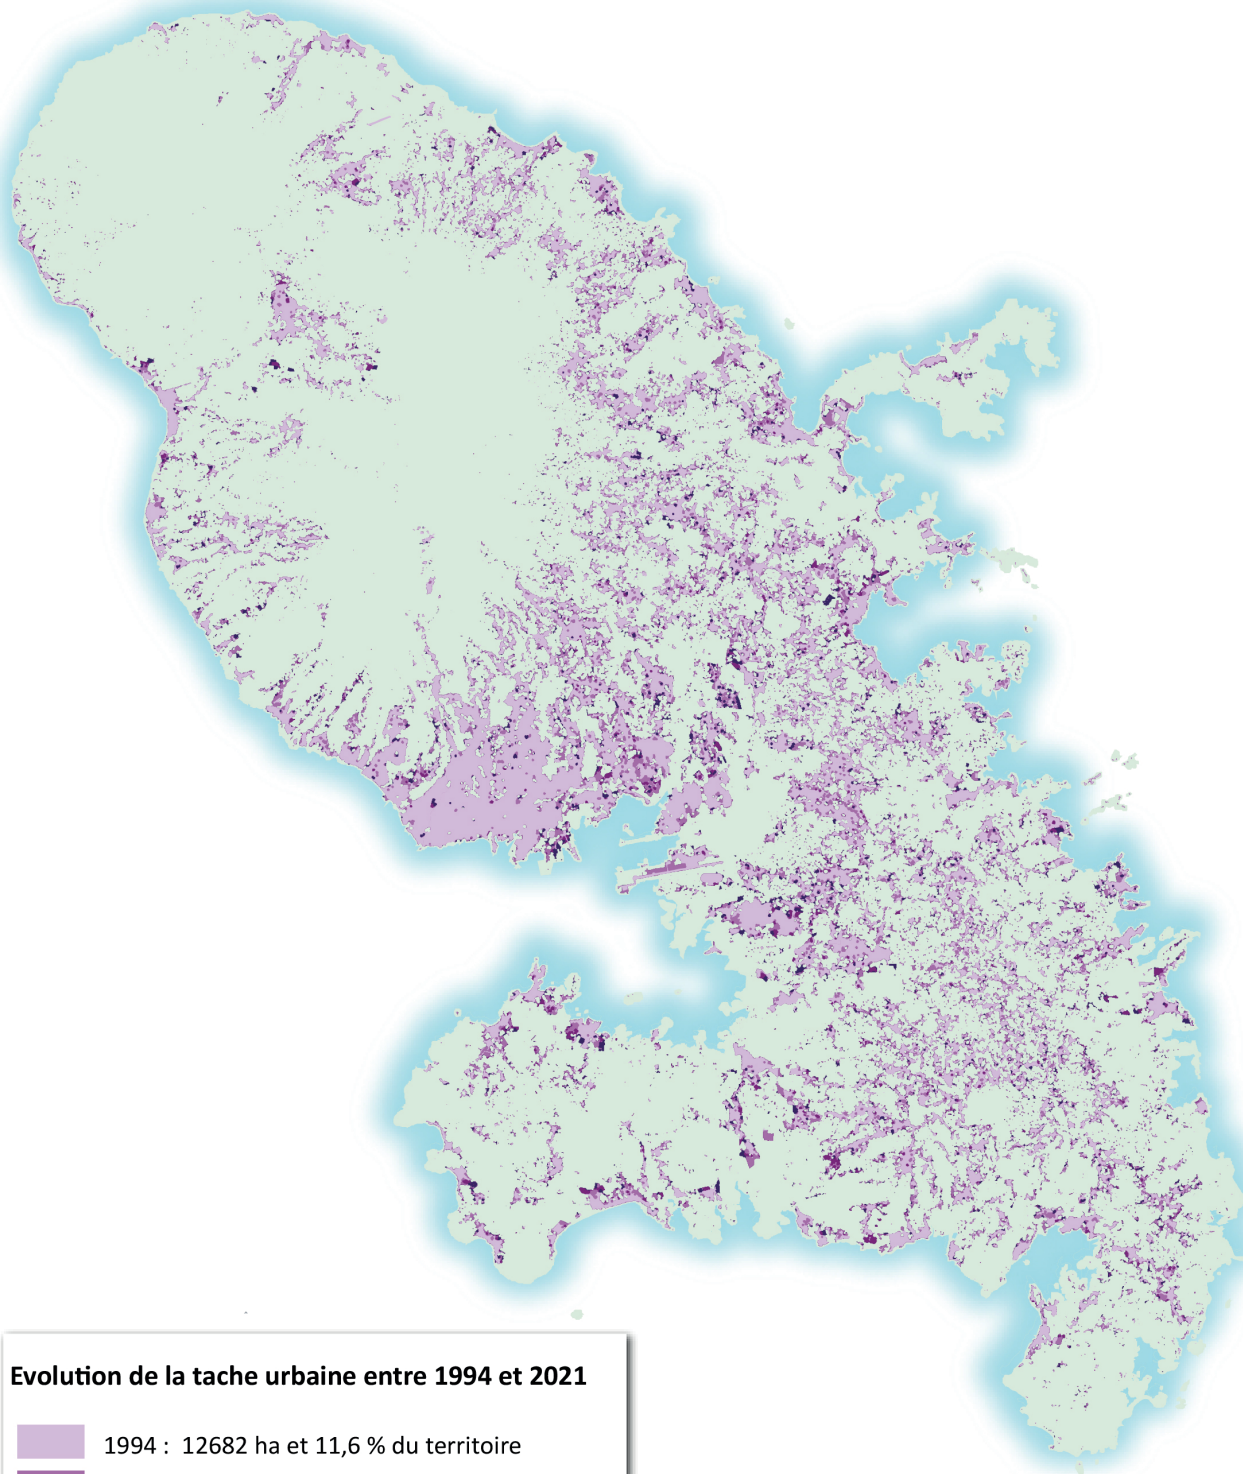 Evolution de la tache urbaine entre 1994 et 2021
1994 : 12682 ha et 11,6 % du territoire